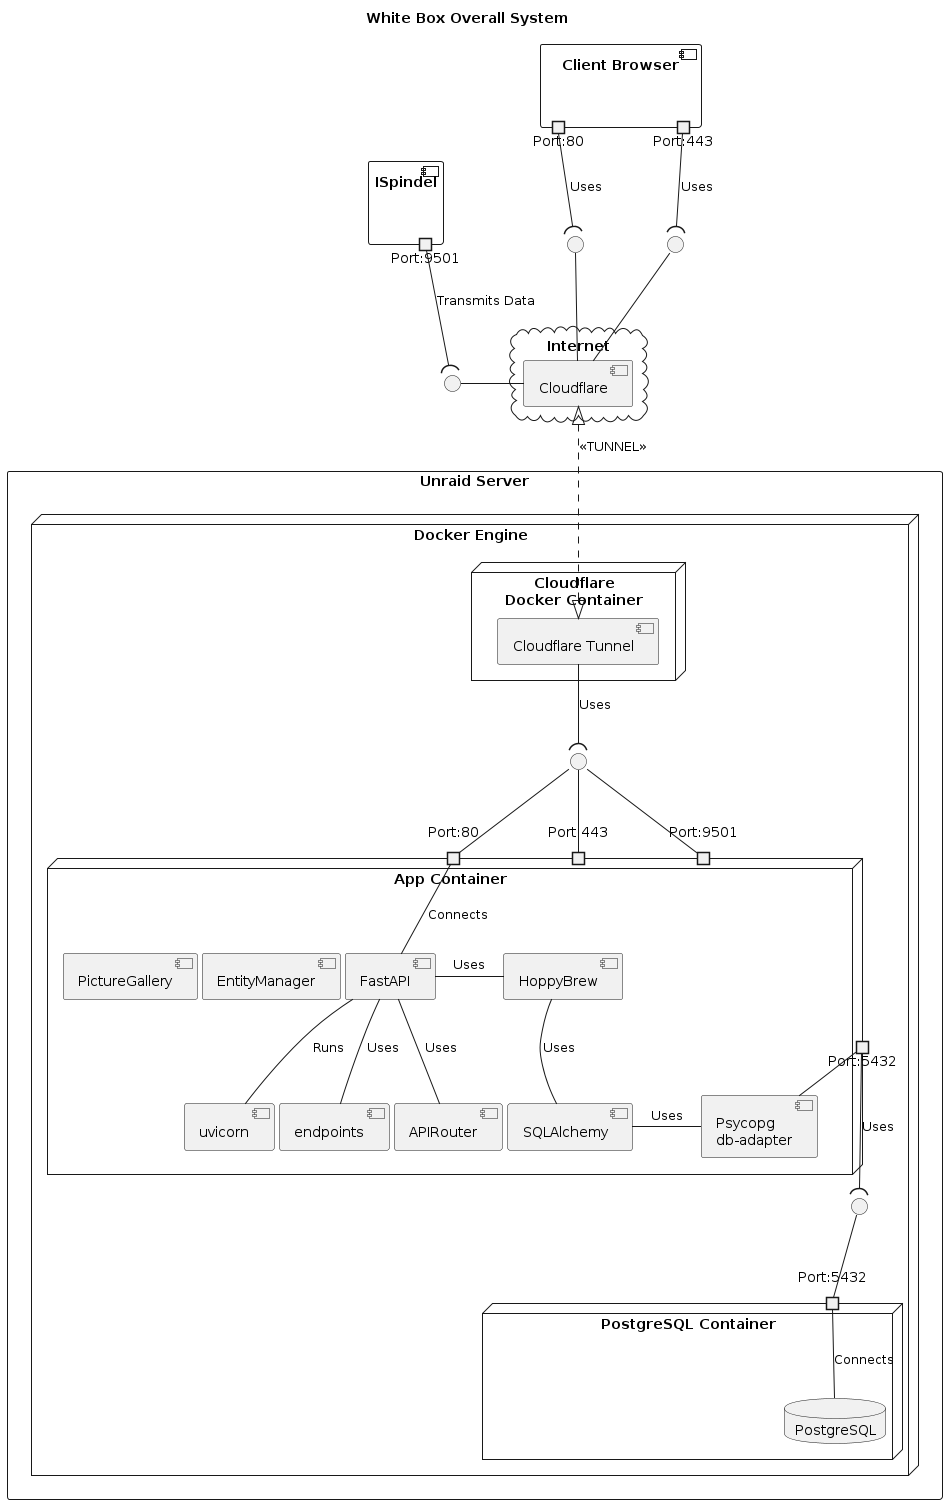 White Box Overall System
Client Browser
Port:80
Port:443
ISpindel
Uses
Uses
Port:9501
Transmits Data
Internet
Cloudflare
«TUNNEL»
Unraid Server
Docker Engine
Cloudflare
Docker Container
Cloudflare Tunnel
Uses
Port:80
Port:443
Port:9501
App Container
Connects
PictureGallery
EntityManager
FastAPI
Uses
HoppyBrew
Runs
Uses
Uses
Uses
Port:5432
uvicorn
endpoints
APIRouter
SQLAlchemy
Uses
Psycopg
db-adapter
Uses
Port:5432
PostgreSQL Container
Connects
PostgreSQL